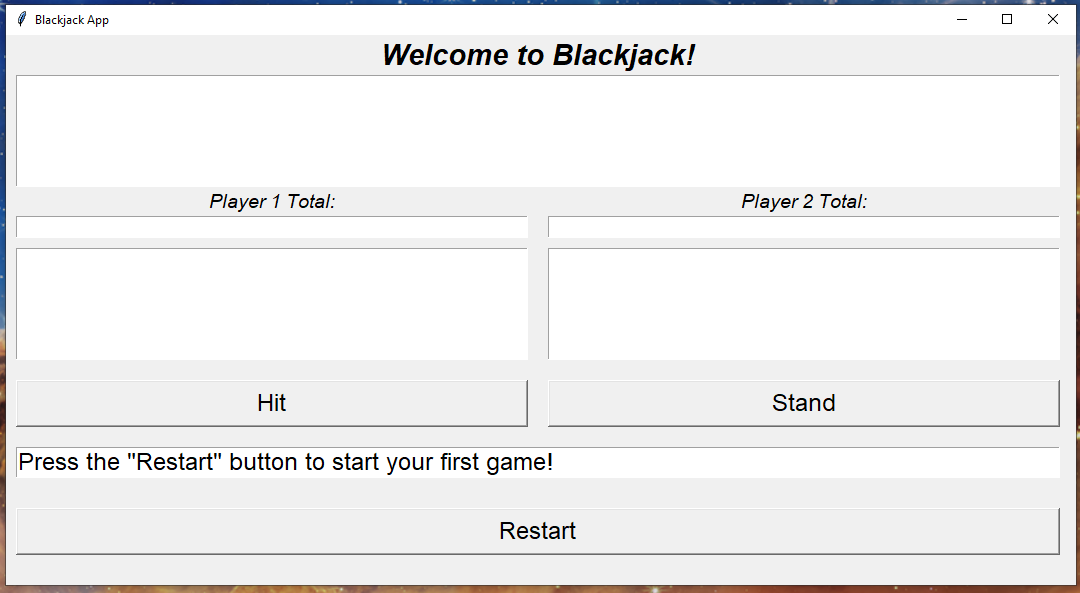 Blackjack App
Welcome to Blackjack!
Player 1 Total:
Player 2 Total:
Hit
Stand
Press the "Restart" button to start your first game!
Restart